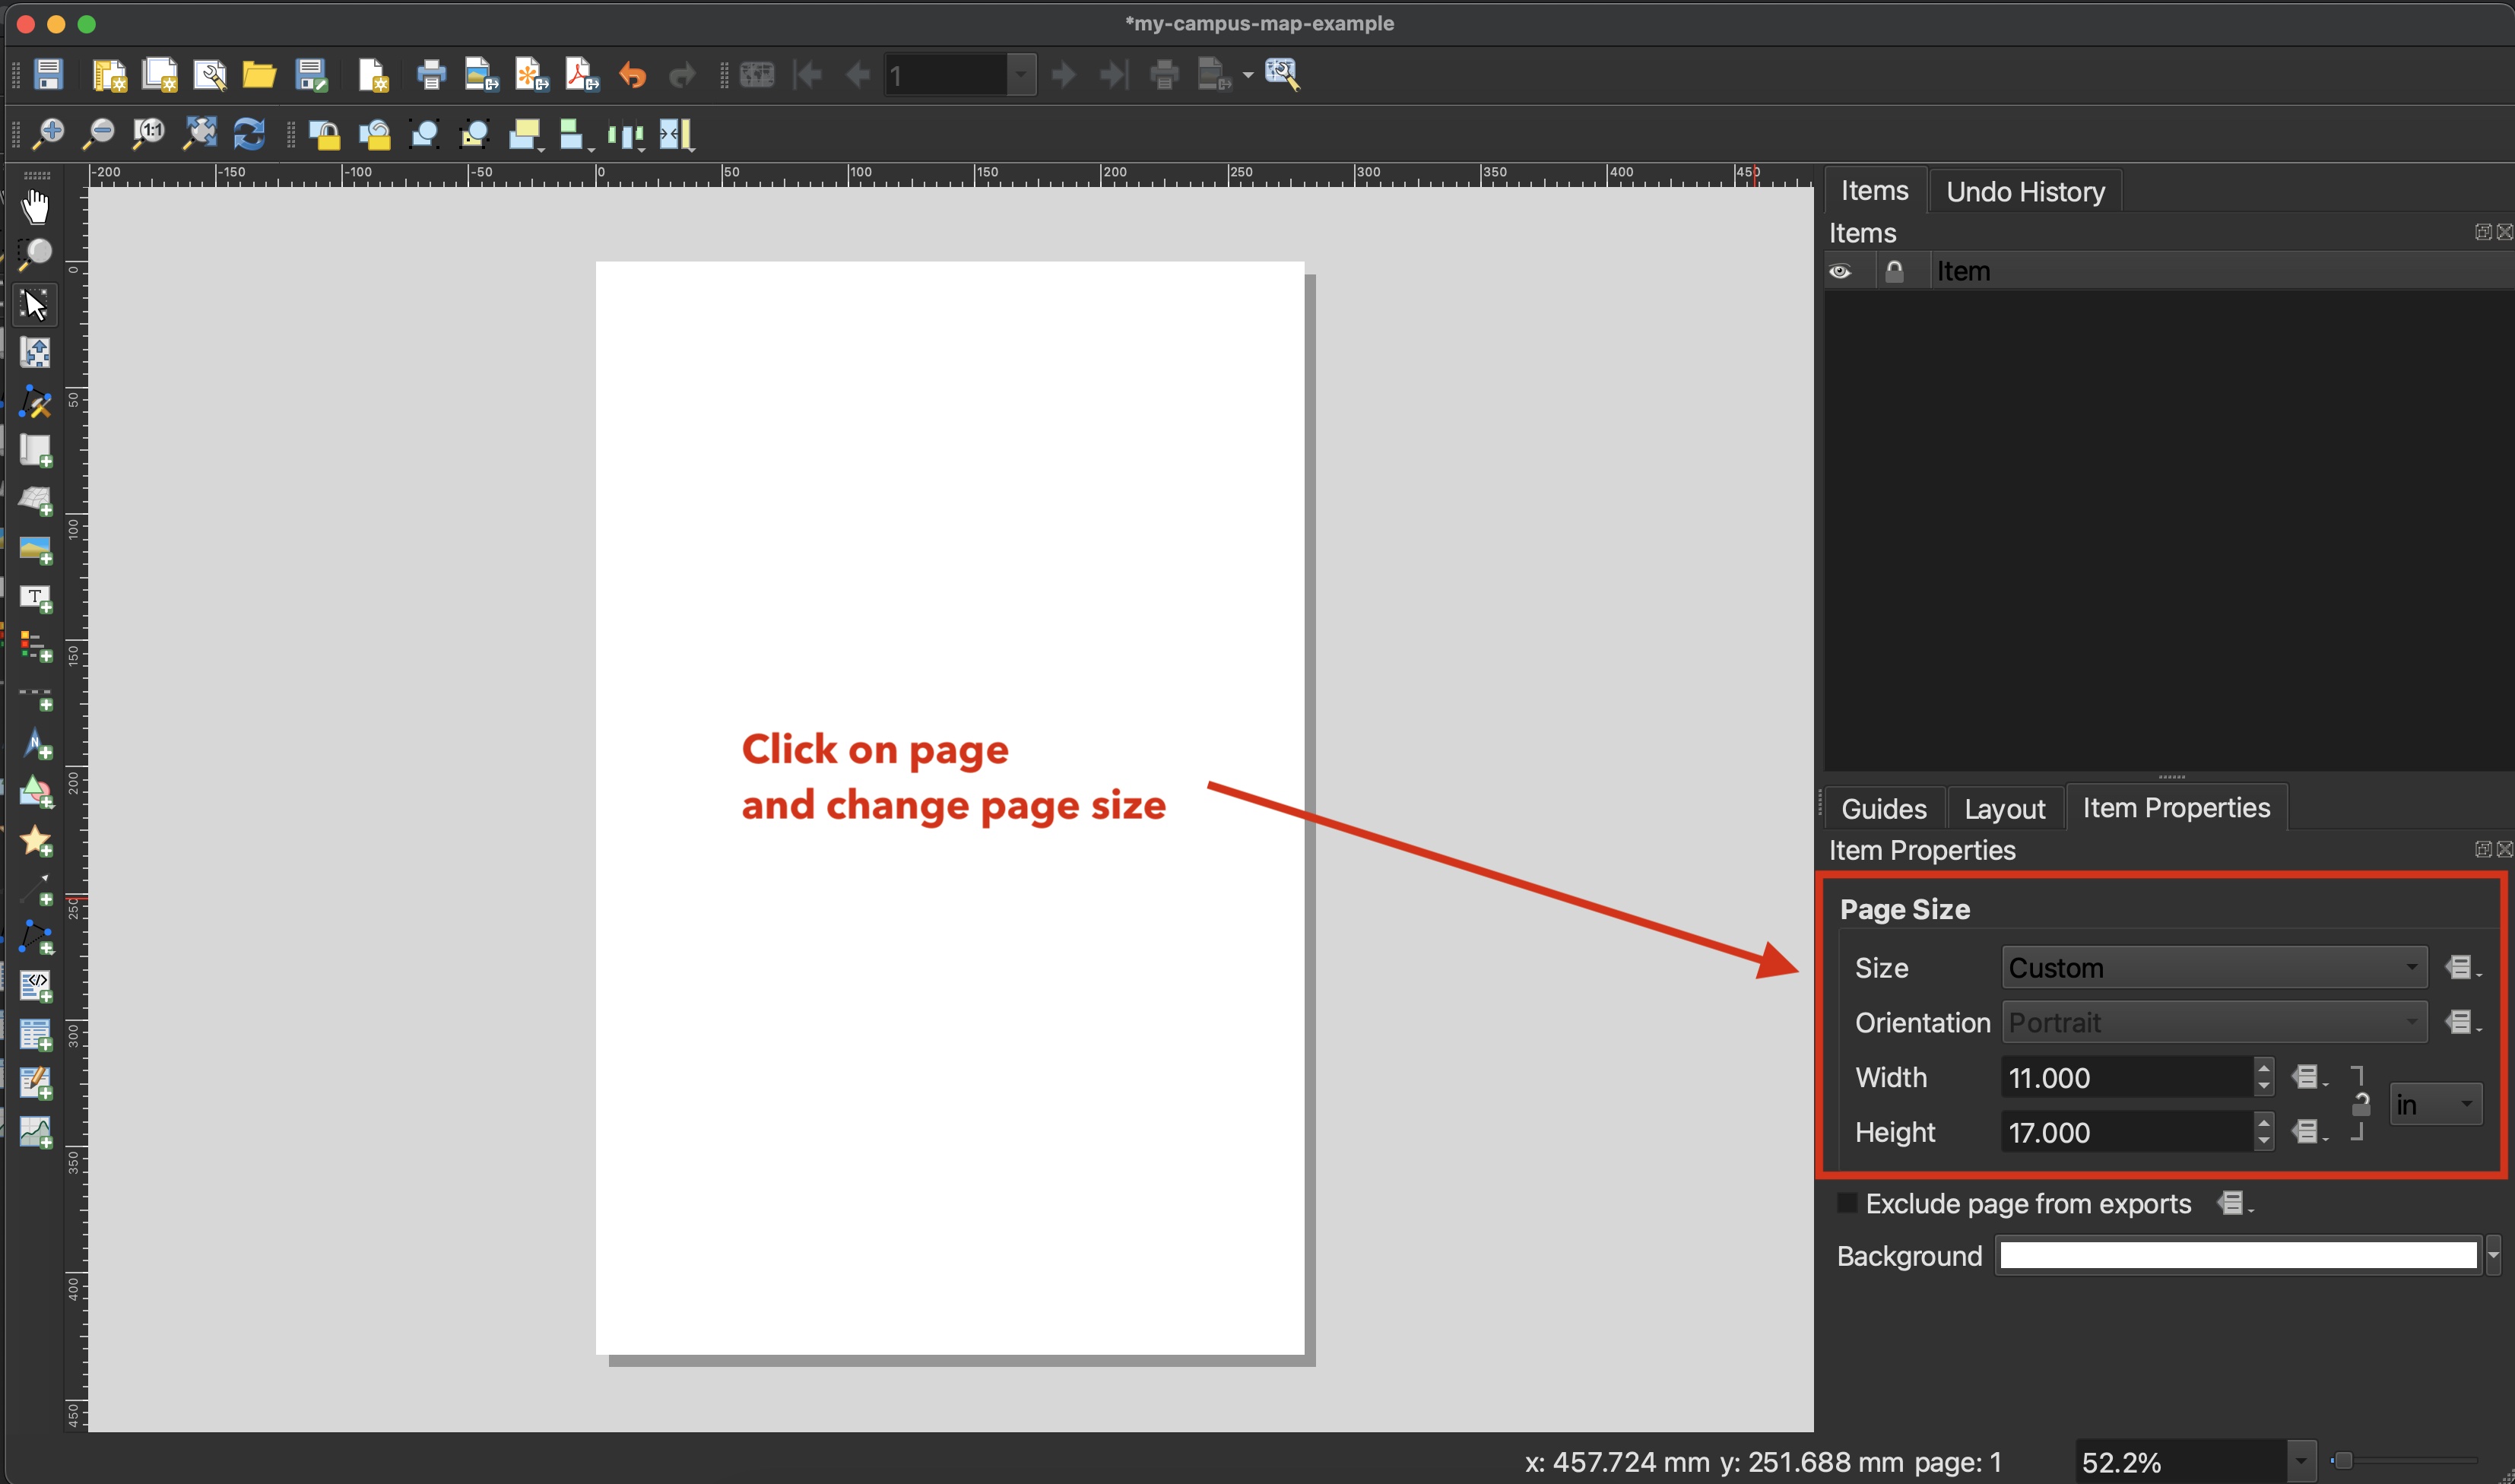 *my-campus-map-example
1
1:1
-200 -150 -100 -50 0 50 100 150 200 250 300 350 400 450
0
50
100
150
200
250
300
350
400
450
T
N
</>
Click on page
and change page size
Items Undo History
Items
Item
Guides Layout Item Properties
Item Properties
Page Size
Size Custom
Orientation Portrait
Width 11.000
in
Height 17.000
Exclude page from exports
Background
x: 457.724 mm y: 251.688 mm page: 1 52.2%